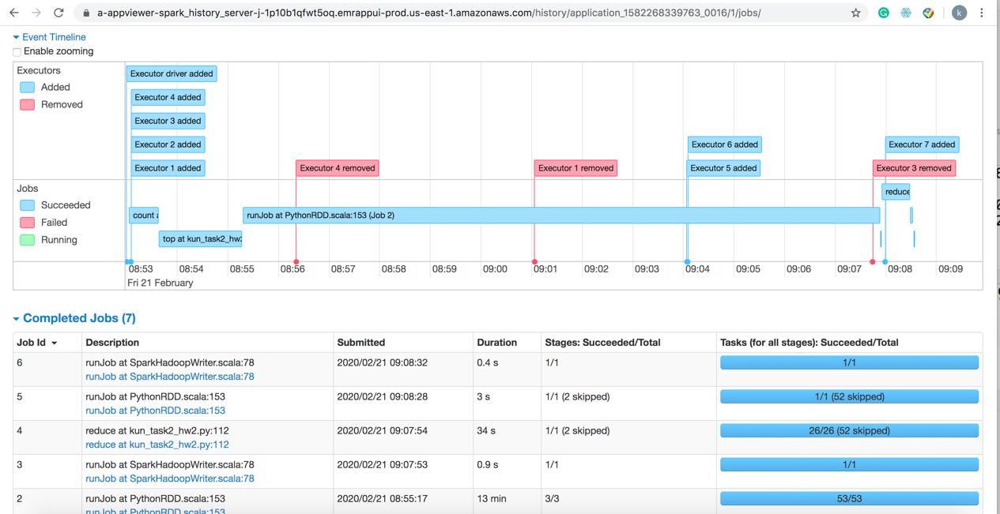 a-appviewer-spark_history_server-j-1p10b1qfwt5oq.emrappui-prod.us-east-1.amazonaws.com/history/application_1582268339763_0016/1/jobs/
k
Event Timeline
Enable zooming
Executors
Added
Removed
Executor driver added
Executor 4 added
Executor 3 added
Executor 2 added
Executor 6 added
Executor 7 added
Executor 1 added
Executor 4 removed
Executor 1 removed
Executor 5 added
Executor 3 removed
Jobs
Succeeded
Failed
Running
reduce
count a
runJob at PythonRDD.scala:153 (Job 2)
top at kun_task2_hw2
08:53 08:54 08:55 08:56 08:57 08:58 08:59 09:00 09:01 09:02 09:03 09:04 09:05 09:06 09:07 09:08 09:09
Fri 21 February
Completed Jobs (7)
Job Id Description Submitted Duration Stages: Succeeded/Total Tasks (for all stages): Succeeded/Total
6 runJob at SparkHadoopWriter.scala:78 2020/02/21 09:08:32 0.4 s 1/1 1/1
runJob at SparkHadoopWriter.scala:78
5 runJob at PythonRDD.scala:153 2020/02/21 09:08:28 3 s 1/1 (2 skipped) 1/1 (52 skipped)
runJob at PythonRDD.scala:153
4 reduce at kun_task2_hw2.py:112 2020/02/21 09:07:54 34 s 1/1 (2 skipped) 26/26 (52 skipped)
reduce at kun_task2_hw2.py:112
3 runJob at SparkHadoopWriter.scala:78 2020/02/21 09:07:53 0.9 s 1/1 1/1
runJob at SparkHadoopWriter.scala:78
2 runJob at PythonRDD.scala:153 2020/02/21 08:55:17 13 min 3/3 53/53
runJob at PythonRDD.scala:153